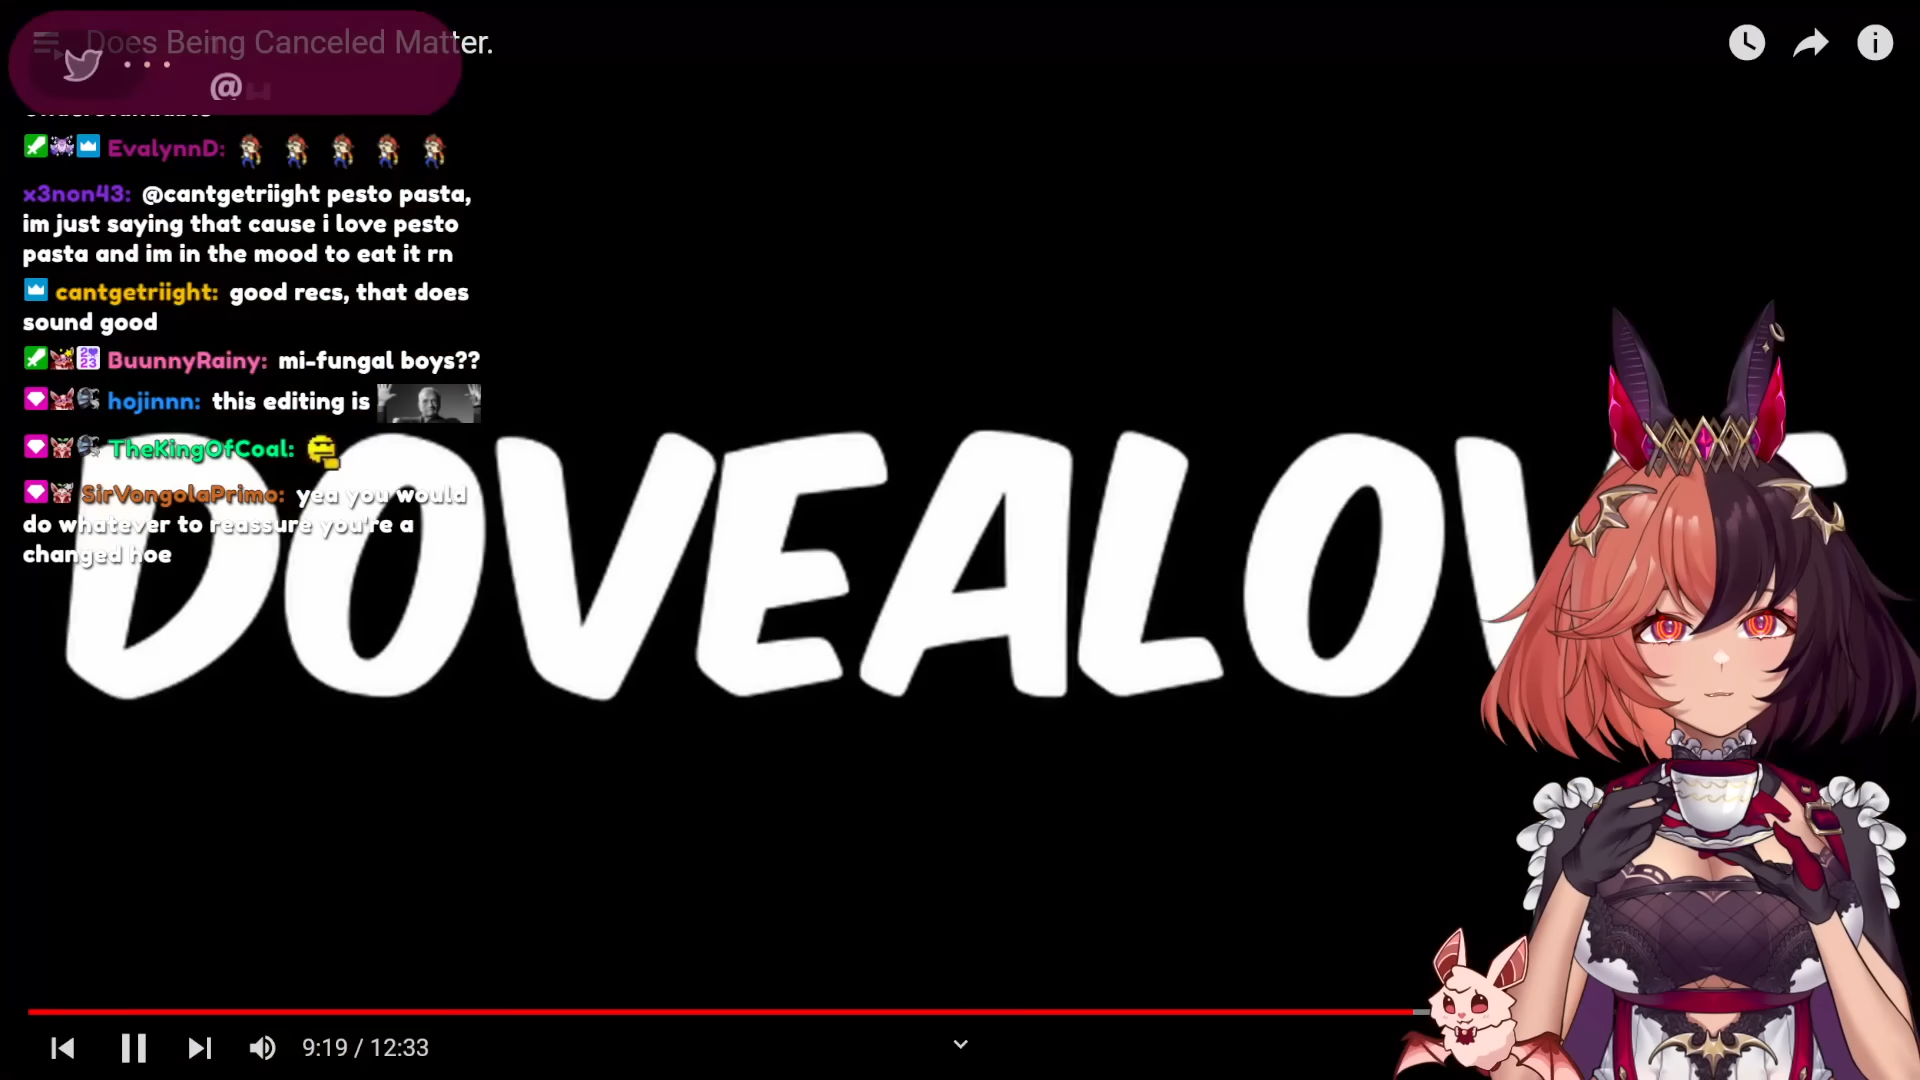 Does Being Canceled Matter.
@
EvalynnD:
x3non43: @cantgetriight pesto pasta,
im just saying that cause i love pesto
pasta and im in the mood to eat it rn
cantgetriight: good recs, that does
sound good
BuunnyRainy: mi-fungal boys??
hojinnn: this editing is
TheKingOfCoal:
SirVongolaPrimo: yea you would
do whatever to reassure you're a
changed hoe
DOVEALOV
9:19 / 12:33